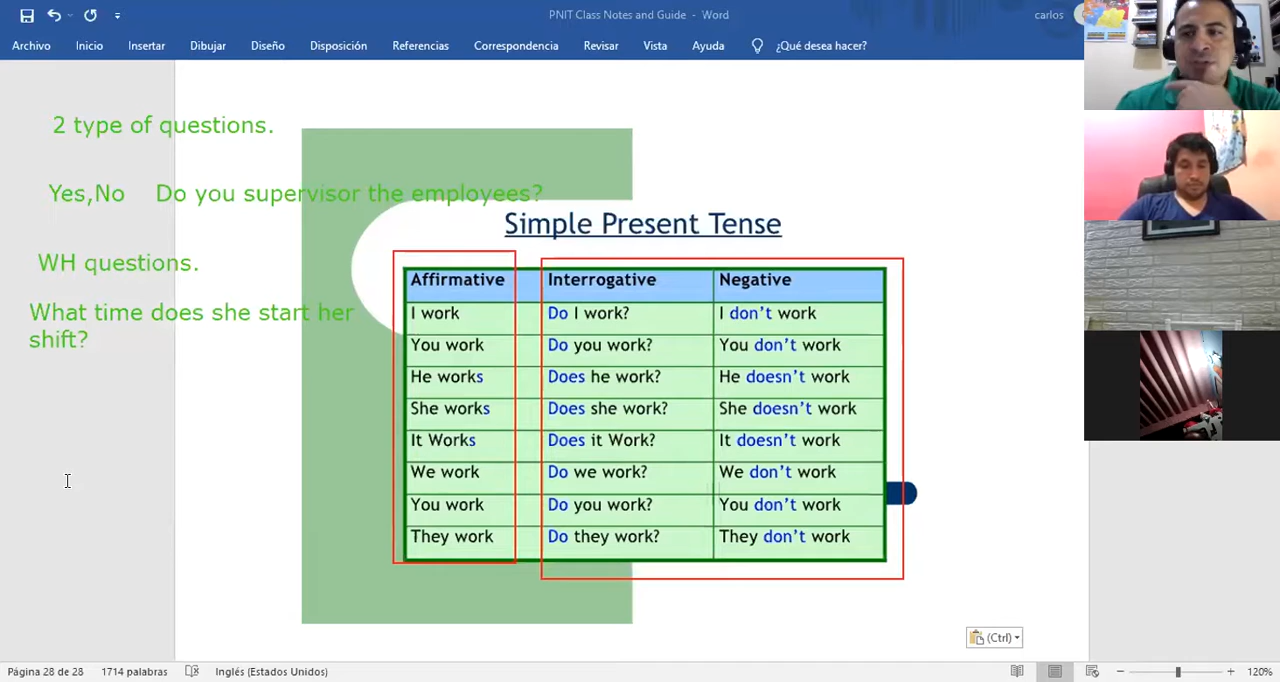 PNIT Class Notes and Guide - Word
carlos
Archivo Inicio Insertar Dibujar Diseño Disposición Referencias Correspondencia Revisar Vista Ayuda ¿Qué desea hacer?
2 type of questions.
Yes,No Do you supervisor the employees?
WH questions.
What time does she start her
shift?
Simple Present Tense
Affirmative Interrogative Negative
I work Do I work? I don't work
You work Do you work? You don't work
He works Does he work? He doesn't work
She works Does she work? She doesn't work
It Works Does it Work? It doesn't work
We work Do we work? We don't work
You work Do you work? You don't work
They work Do they work? They don't work
(Ctrl)
Página 28 de 28 1714 palabras Inglés (Estados Unidos) 120%